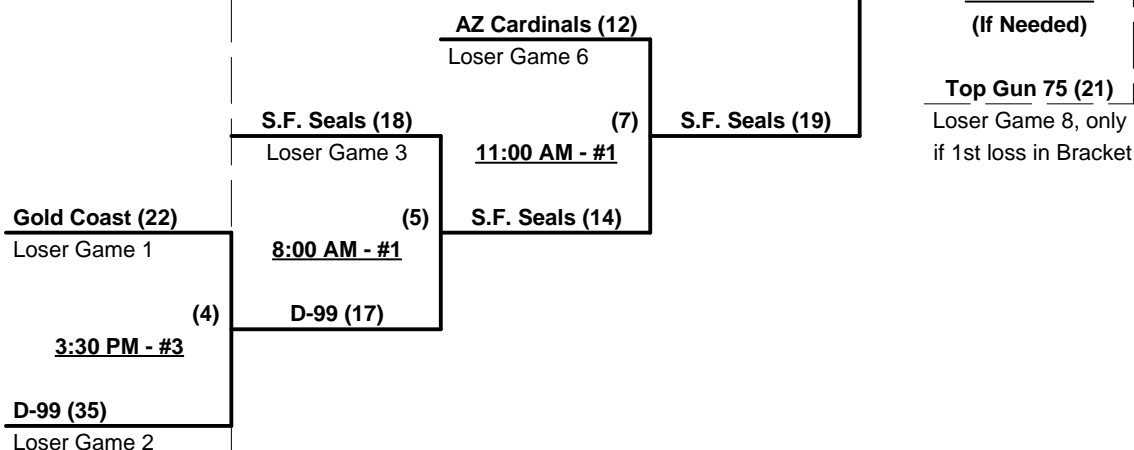 AZ Cardinals (12)
(If Needed)
Loser Game 6
Top Gun 75 (21)
S.F. Seals (18)
(7)
S.F. Seals (19)
Loser Game 8, only
Loser Game 3
11:00 AM - #1
if 1st loss in Bracket
Gold Coast (22)
(5)
S.F. Seals (14)
Loser Game 1
8:00 AM - #1
(4)
D-99 (17)
3:30 PM - #3
D-99 (35)
Loser Game 2